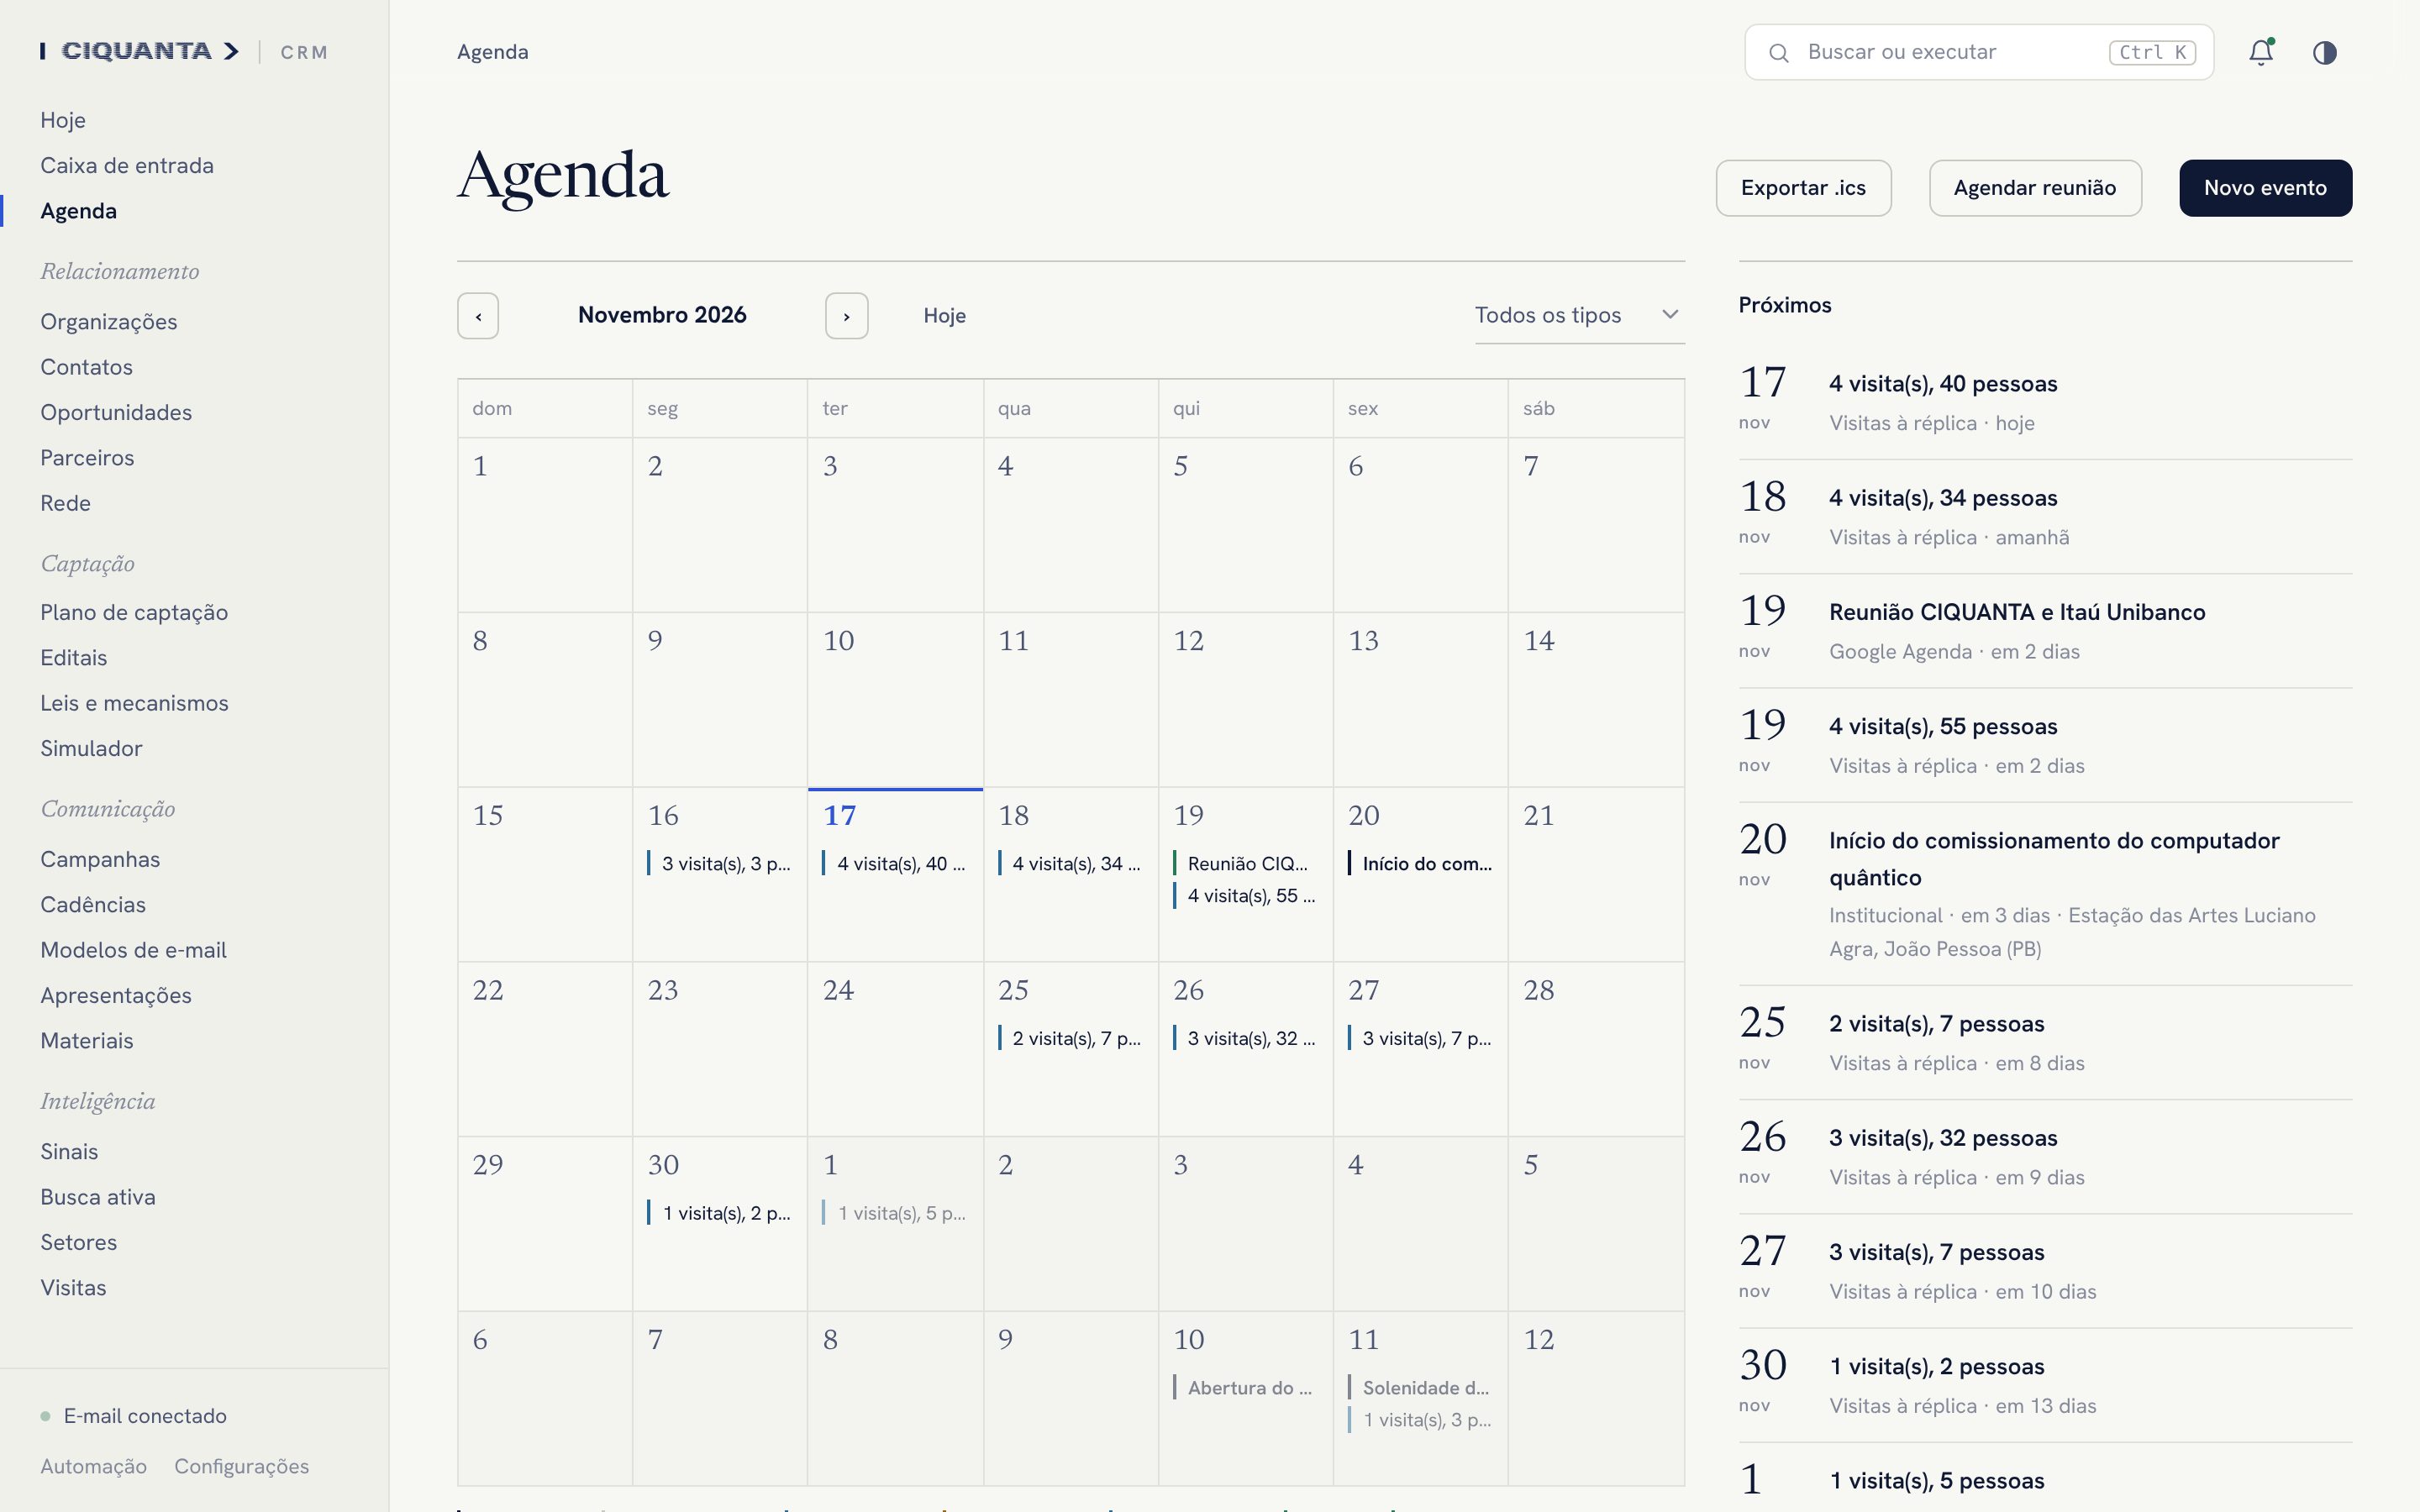 CIQUANTA
CRM
Hoje
Caixa de entrada
Agenda
Relacionamento
Organizações
Contatos
Oportunidades
Parceiros
Rede
Captação
Plano de captação
Editais
Leis e mecanismos
Simulador
Comunicação
Campanhas
Cadências
Modelos de e-mail
Apresentações
Materiais
Inteligência
Sinais
Busca ativa
Setores
Visitas
E-mail conectado
Automação Configurações
Agenda
Buscar ou executar Ctrl K
Agenda
Exportar .ics
Agendar reunião
Novo evento
‹ Novembro 2026 › Hoje
Todos os tipos
dom seg ter qua qui sex sáb
1 2 3 4 5 6 7
8 9 10 11 12 13 14
15 16 17 18 19 20 21
3 visita(s), 3 p... 4 visita(s), 40 ... 4 visita(s), 34 ... Reunião CIQ... Início do com...
4 visita(s), 55 ...
22 23 24 25 26 27 28
2 visita(s), 7 p... 3 visita(s), 32 ... 3 visita(s), 7 p...
29 30 1 2 3 4 5
1 visita(s), 2 p... 1 visita(s), 5 p...
6 7 8 9 10 11 12
Abertura do ... Solenidade d...
1 visita(s), 3 p...
Próximos
17 nov
4 visita(s), 40 pessoas
Visitas à réplica · hoje
18 nov
4 visita(s), 34 pessoas
Visitas à réplica · amanhã
19 nov
Reunião CIQUANTA e Itaú Unibanco
Google Agenda · em 2 dias
19 nov
4 visita(s), 55 pessoas
Visitas à réplica · em 2 dias
20 nov
Início do comissionamento do computador
quântico
Institucional · em 3 dias · Estação das Artes Luciano
Agra, João Pessoa (PB)
25 nov
2 visita(s), 7 pessoas
Visitas à réplica · em 8 dias
26 nov
3 visita(s), 32 pessoas
Visitas à réplica · em 9 dias
27 nov
3 visita(s), 7 pessoas
Visitas à réplica · em 10 dias
30 nov
1 visita(s), 2 pessoas
Visitas à réplica · em 13 dias
1
1 visita(s), 5 pessoas